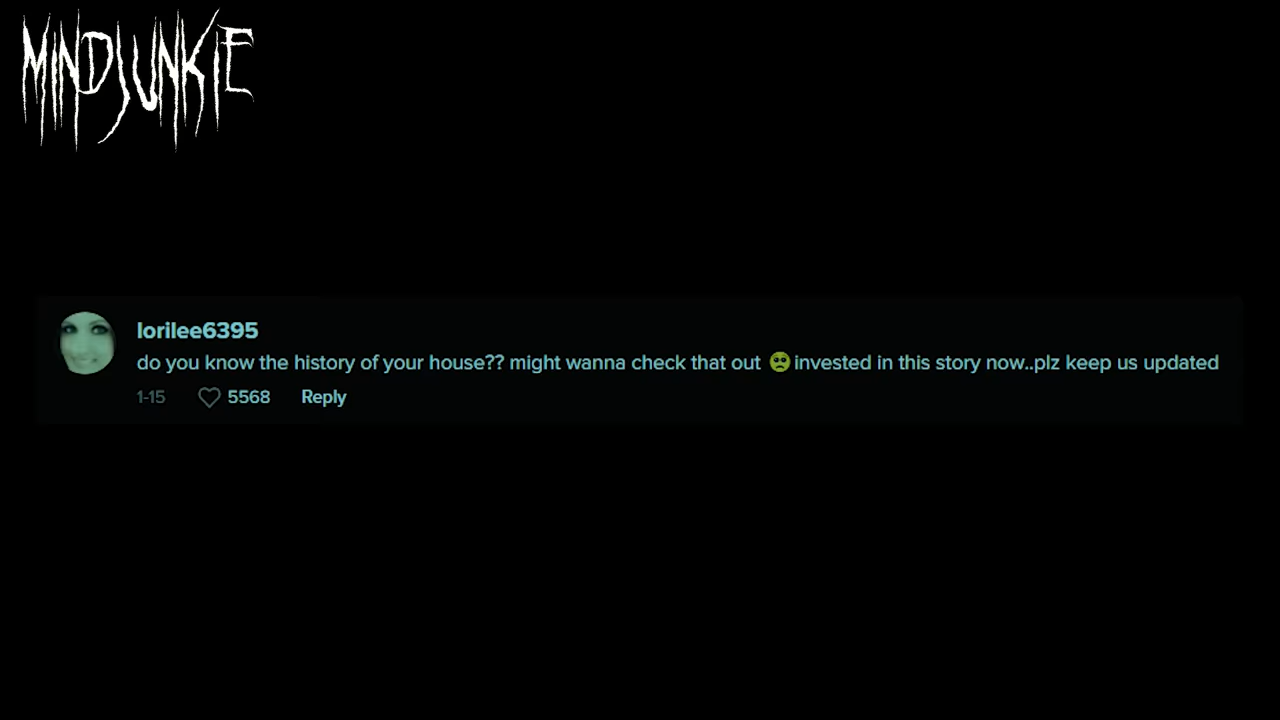 MINDJUNKIE
lorilee6395
do you know the history of your house?? might wanna check that out 🥺invested in this story now..plz keep us updated
1-15 5568 Reply